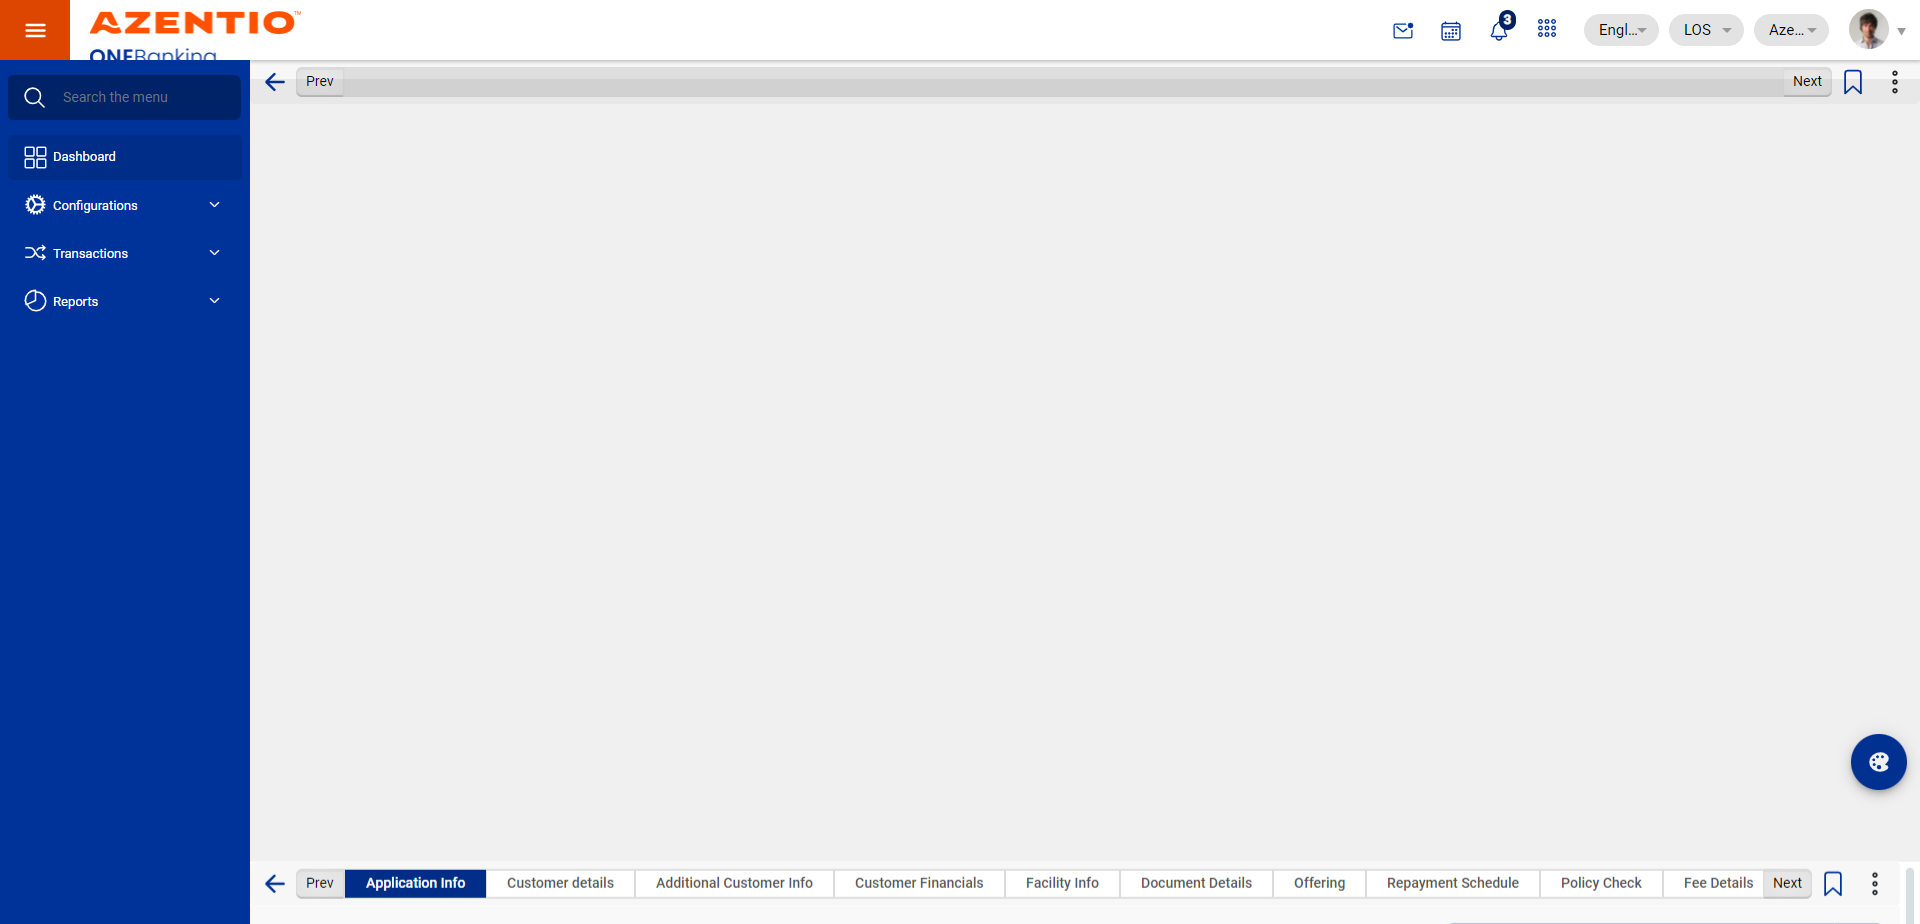 AZENTIO™
ONEBanking
3
Engl...
LOS
Aze...
Search the menu
Prev
Next
Dashboard
Configurations
Transactions
Reports
Prev
Application Info
Customer details
Additional Customer Info
Customer Financials
Facility Info
Document Details
Offering
Repayment Schedule
Policy Check
Fee Details
Next